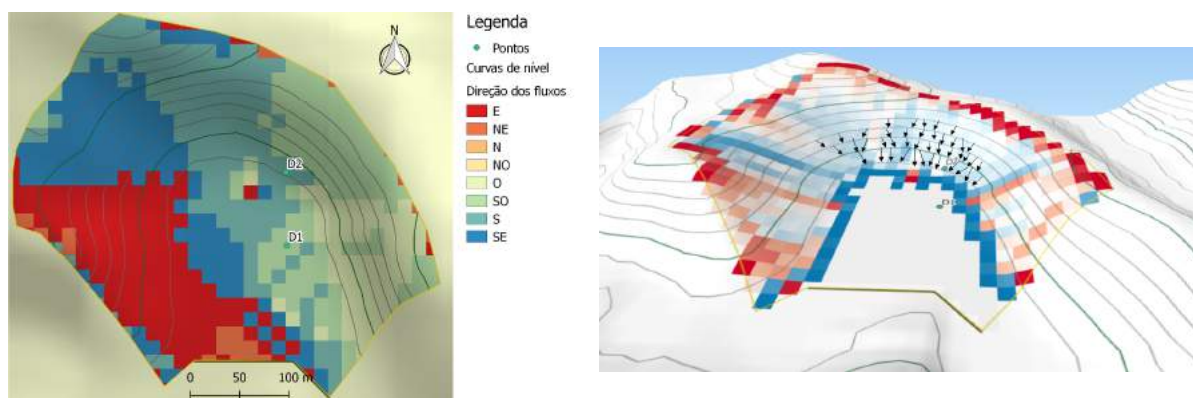 N
D2
D1
0 50 100 m
Legenda
Pontos
Curvas de nível
Direção dos fluxos
E
NE
N
NO
O
SO
S
SE